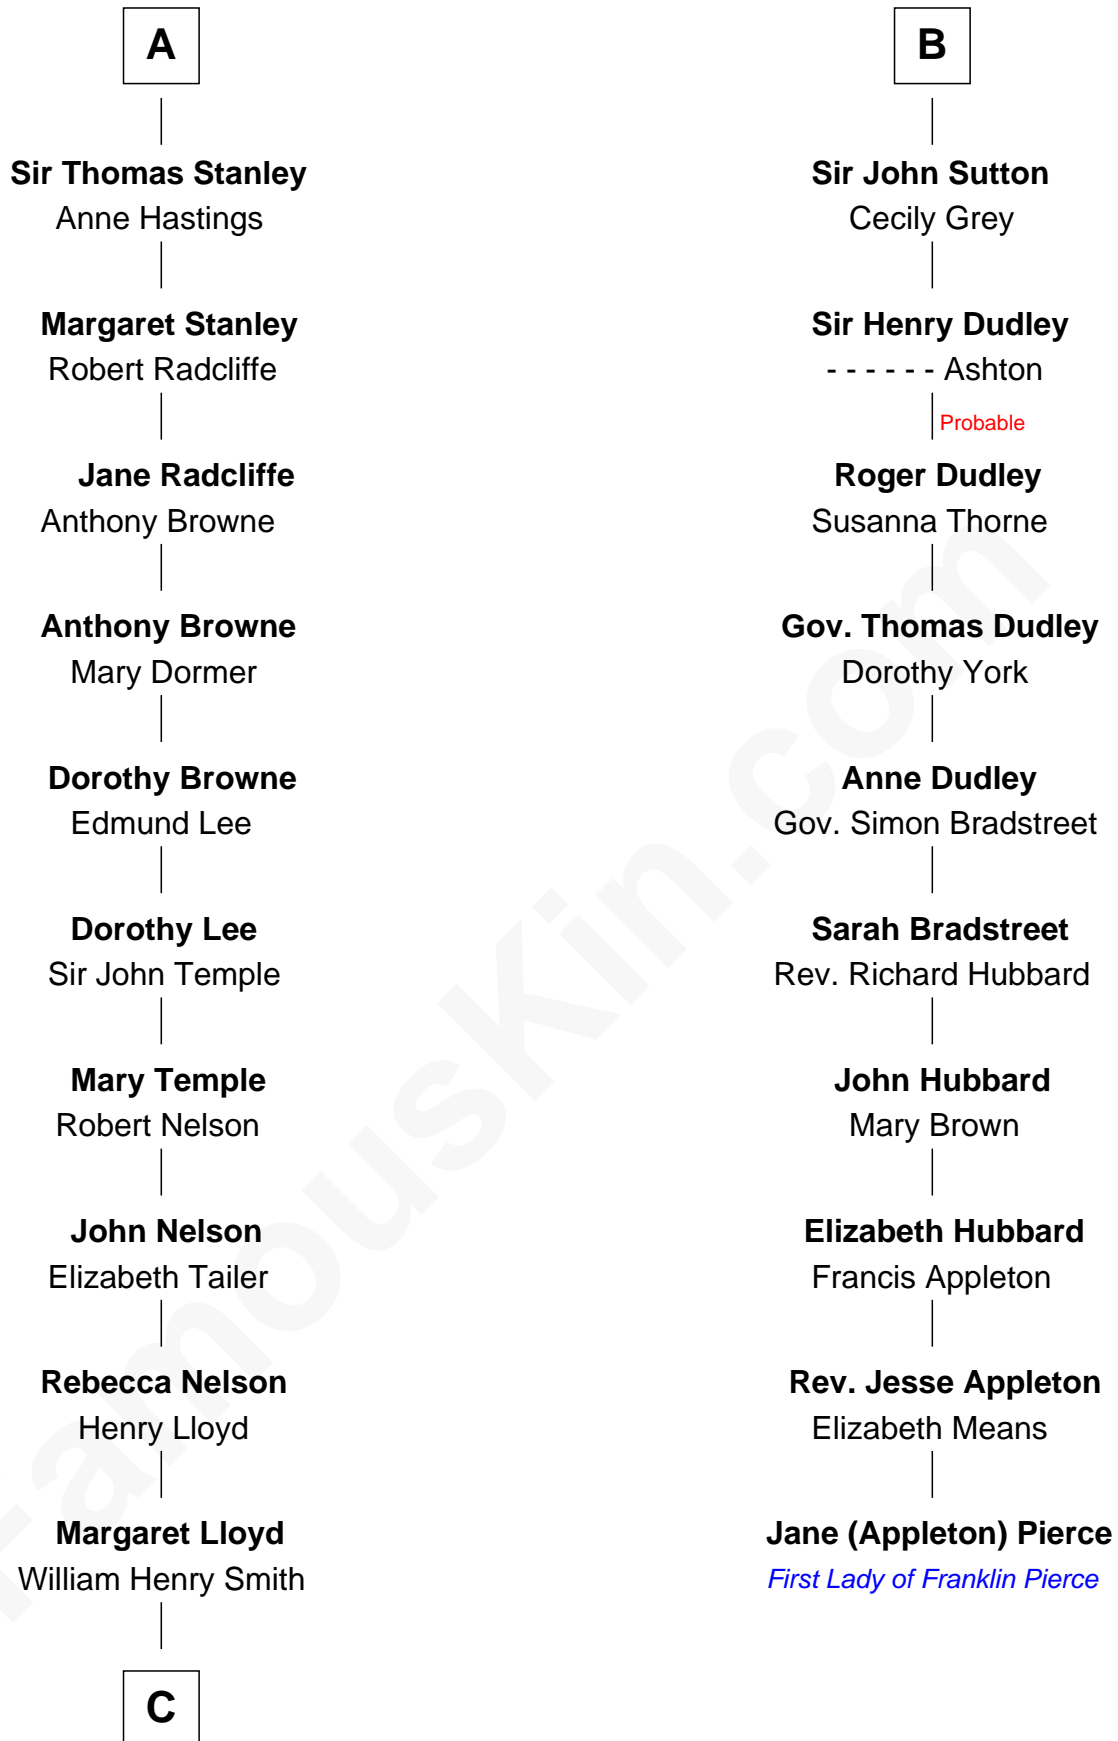 A
Sir Thomas Stanley
Anne Hastings
Margaret Stanley
Robert Radcliffe
Jane Radcliffe
Anthony Browne
Anthony Browne
Mary Dormer
Dorothy Browne
Edmund Lee
Dorothy Lee
Sir John Temple
Mary Temple
Robert Nelson
John Nelson
Elizabeth Tailer
Rebecca Nelson
Henry Lloyd
Margaret Lloyd
William Henry Smith
C
B
Sir John Sutton
Cecily Grey
Sir Henry Dudley
- - - - - - Ashton
Probable
Roger Dudley
Susanna Thorne
Gov. Thomas Dudley
Dorothy York
Anne Dudley
Gov. Simon Bradstreet
Sarah Bradstreet
Rev. Richard Hubbard
John Hubbard
Mary Brown
Elizabeth Hubbard
Francis Appleton
Rev. Jesse Appleton
Elizabeth Means
Jane (Appleton) Pierce
First Lady of Franklin Pierce
FamousKin.com